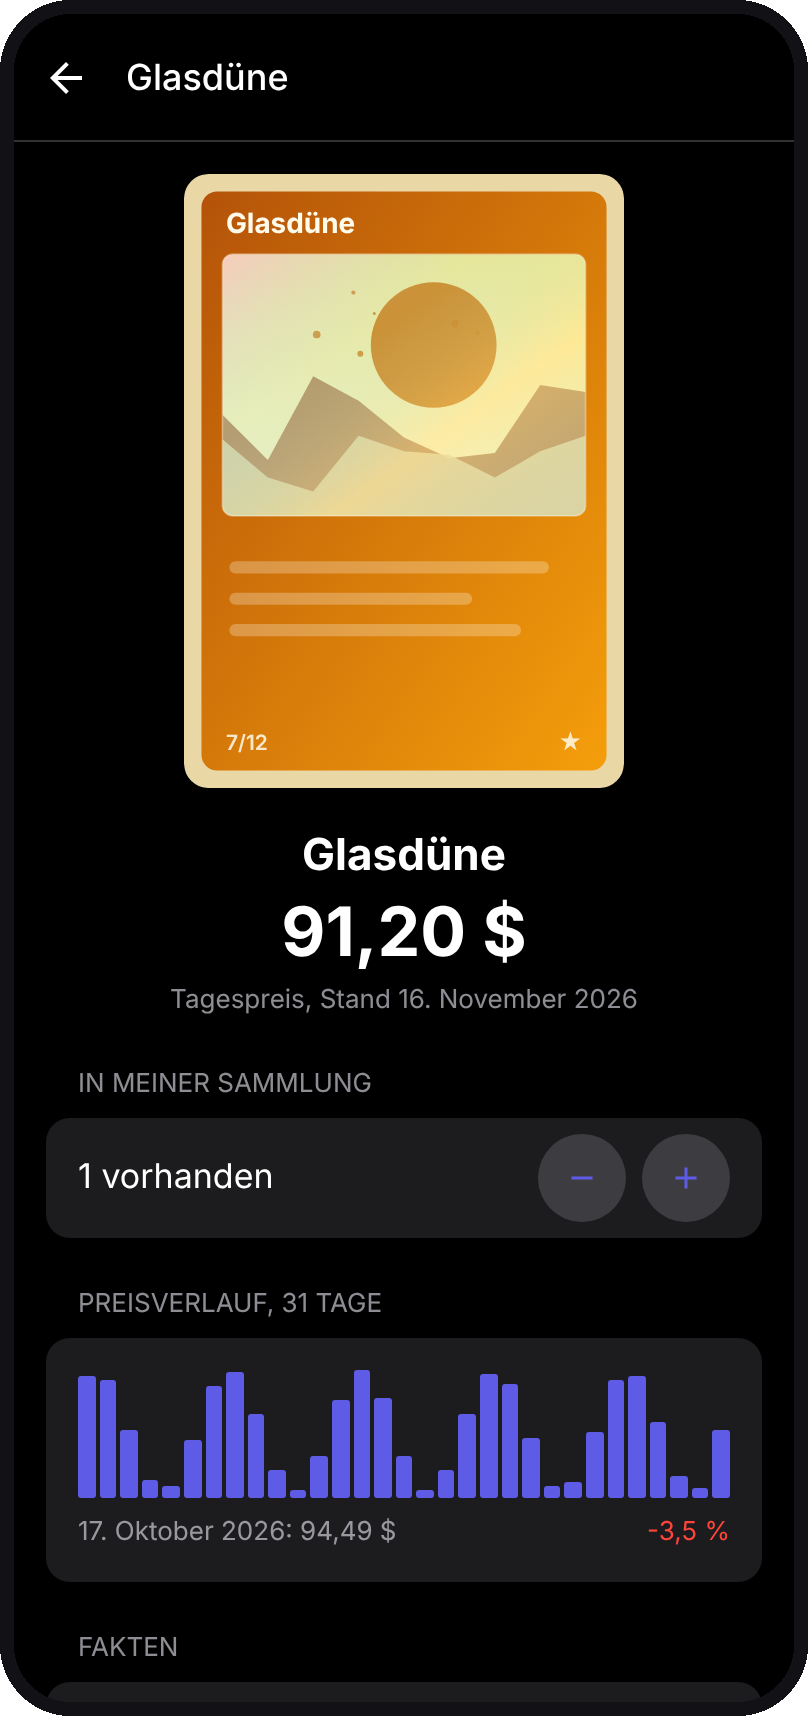 Glasdüne
Glasdüne
7/12 ★
Glasdüne
91,20 $
Tagespreis, Stand 16. November 2026
IN MEINER SAMMLUNG
1 vorhanden − +
PREISVERLAUF, 31 TAGE
17. Oktober 2026: 94,49 $ -3,5 %
FAKTEN